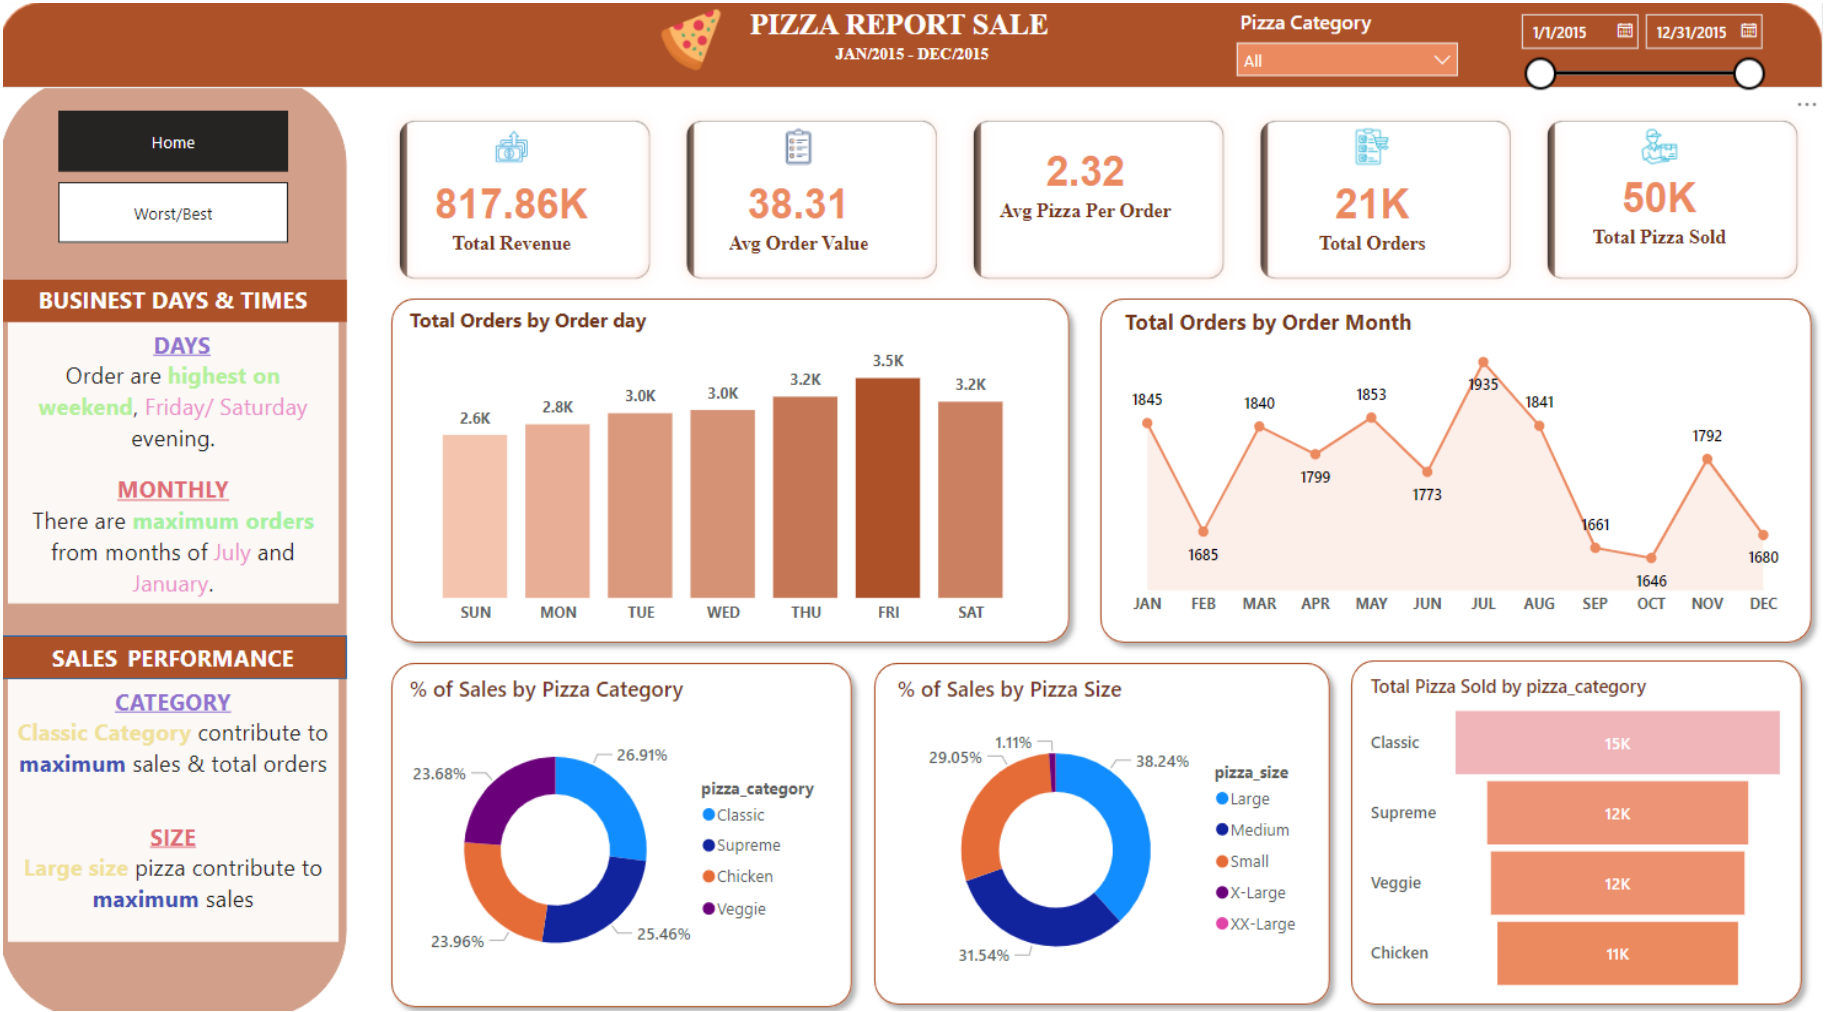 PIZZA REPORT SALE
JAN/2015 - DEC/2015
Pizza Category
All
1/1/2015
12/31/2015
Home
Worst/Best
BUSINEST DAYS & TIMES
DAYS
Order are highest on
weekend, Friday/ Saturday
evening.
MONTHLY
There are maximum orders
from months of July and
January.
SALES PERFORMANCE
CATEGORY
Classic Category contribute to
maximum sales & total orders
SIZE
Large size pizza contribute to
maximum sales
817.86K
Total Revenue
38.31
Avg Order Value
2.32
Avg Pizza Per Order
21K
Total Orders
50K
Total Pizza Sold
Total Orders by Order day
2.6K
2.8K
3.0K
3.0K
3.2K
3.5K
3.2K
SUN MON TUE WED THU FRI SAT
Total Orders by Order Month
1845
1685
1840
1799
1853
1773
1935
1841
1661
1646
1792
1680
JAN FEB MAR APR MAY JUN JUL AUG SEP OCT NOV DEC
% of Sales by Pizza Category
26.91%
25.46%
23.96%
23.68%
pizza_category
Classic
Supreme
Chicken
Veggie
% of Sales by Pizza Size
38.24%
31.54%
29.05%
1.11%
pizza_size
Large
Medium
Small
X-Large
XX-Large
Total Pizza Sold by pizza_category
Classic 15K
Supreme 12K
Veggie 12K
Chicken 11K